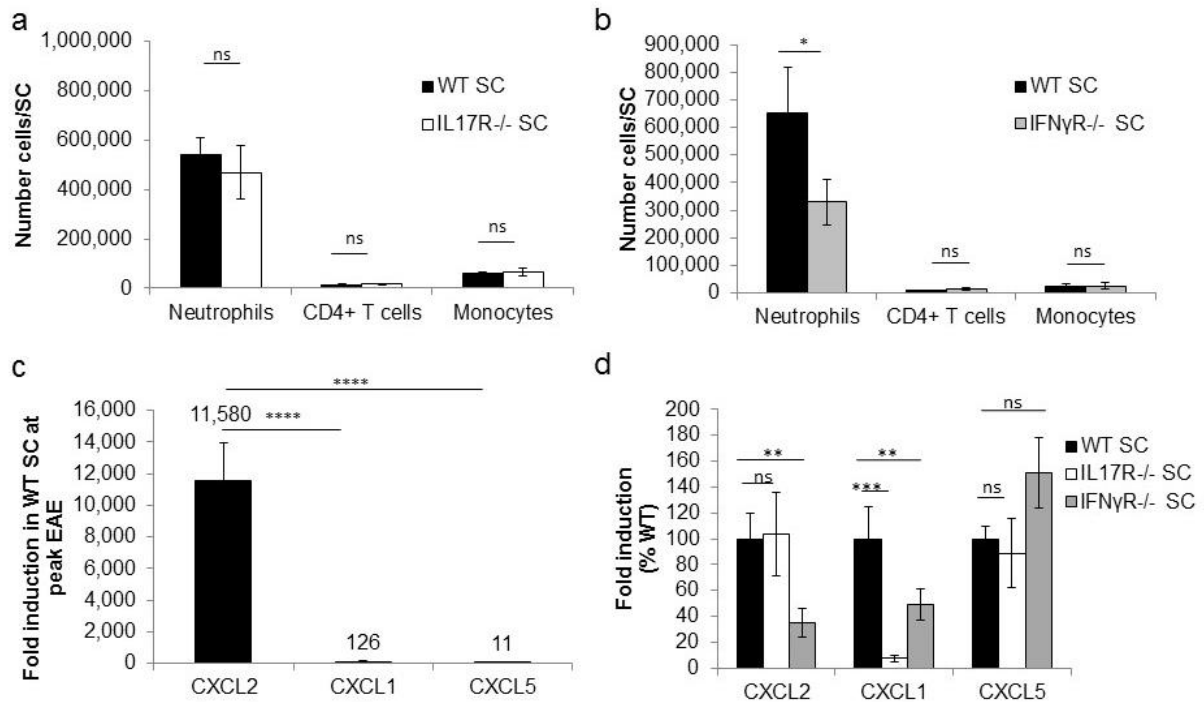 a
Number cells/SC
1,000,000
800,000
600,000
400,000
200,000
0
ns
ns
ns
WT SC
IL17R-/- SC
Neutrophils
CD4+ T cells
Monocytes
b
Number cells/SC
900,000
800,000
700,000
600,000
500,000
400,000
300,000
200,000
100,000
0
*
ns
ns
WT SC
IFNγR-/- SC
Neutrophils
CD4+ T cells
Monocytes
c
Fold induction in WT SC at
peak EAE
16,000
14,000
12,000
10,000
8,000
6,000
4,000
2,000
0
****
****
11,580
126
11
CXCL2
CXCL1
CXCL5
d
Fold induction
(% WT)
200
180
160
140
120
100
80
60
40
20
0
**
ns
**
***
ns
ns
WT SC
IL17R-/- SC
IFNγR-/- SC
CXCL2
CXCL1
CXCL5